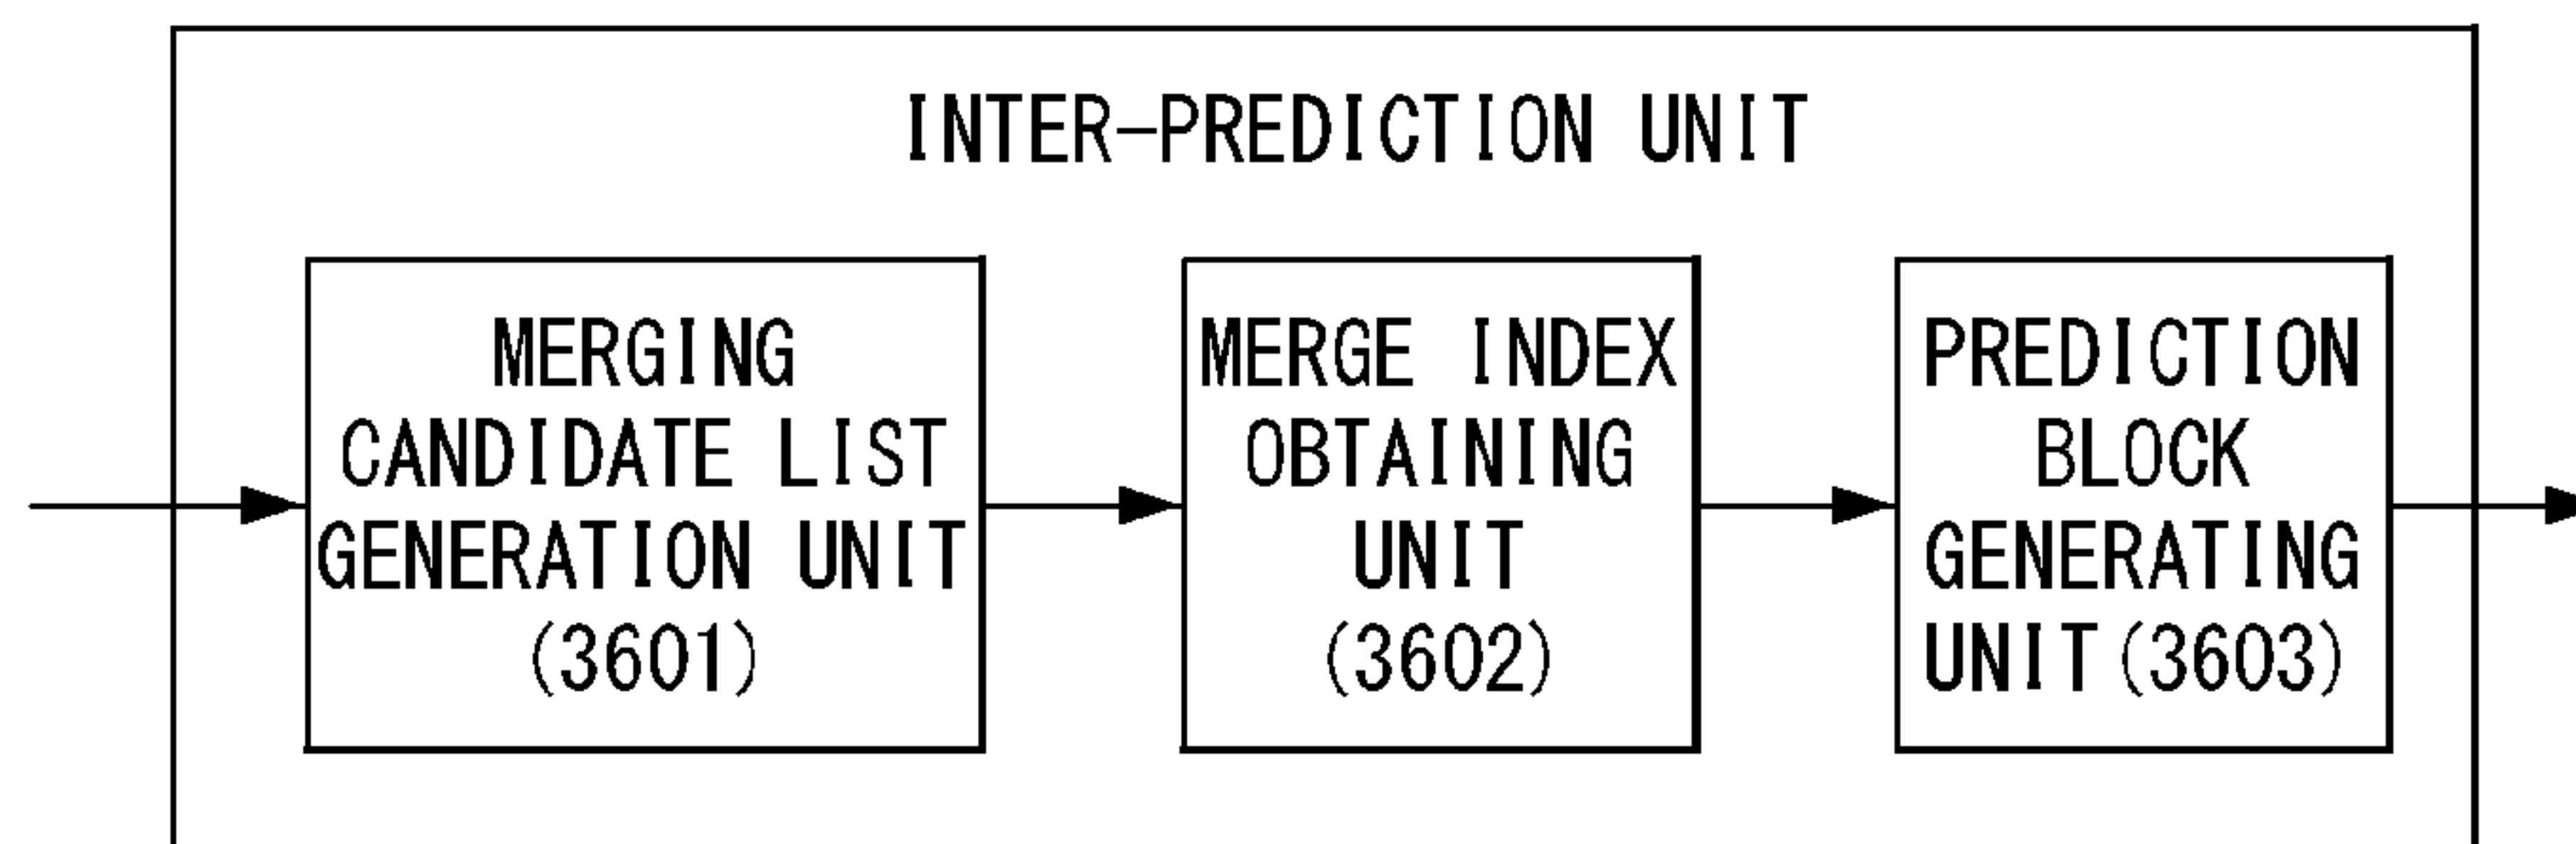 INTER-PREDICTION UNIT
MERGING
CANDIDATE LIST
GENERATION UNIT
(3601)
MERGE INDEX
OBTAINING
UNIT
(3602)
PREDICTION
BLOCK
GENERATING
UNIT(3603)